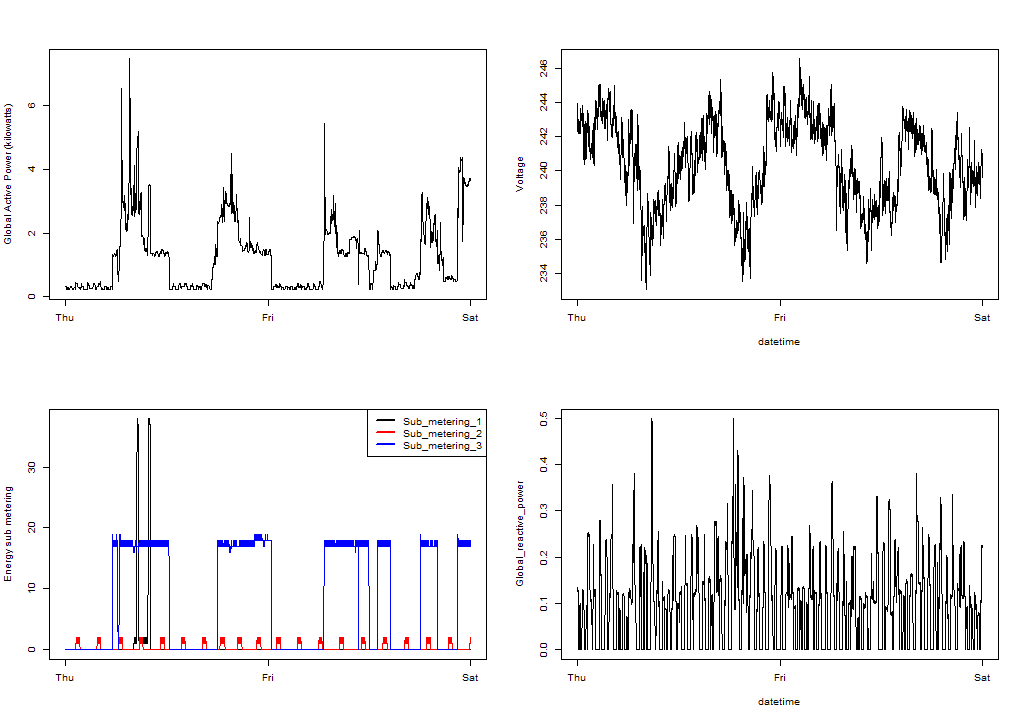 Global Active Power (kilowatts)
0
2
4
6
Thu
Fri
Sat
Voltage
234
236
238
240
242
244
246
Thu
Fri
Sat
datetime
Energy sub metering
0
10
20
30
Sub_metering_1
Sub_metering_2
Sub_metering_3
Thu
Fri
Sat
Global_reactive_power
0.0
0.1
0.2
0.3
0.4
0.5
Thu
Fri
Sat
datetime